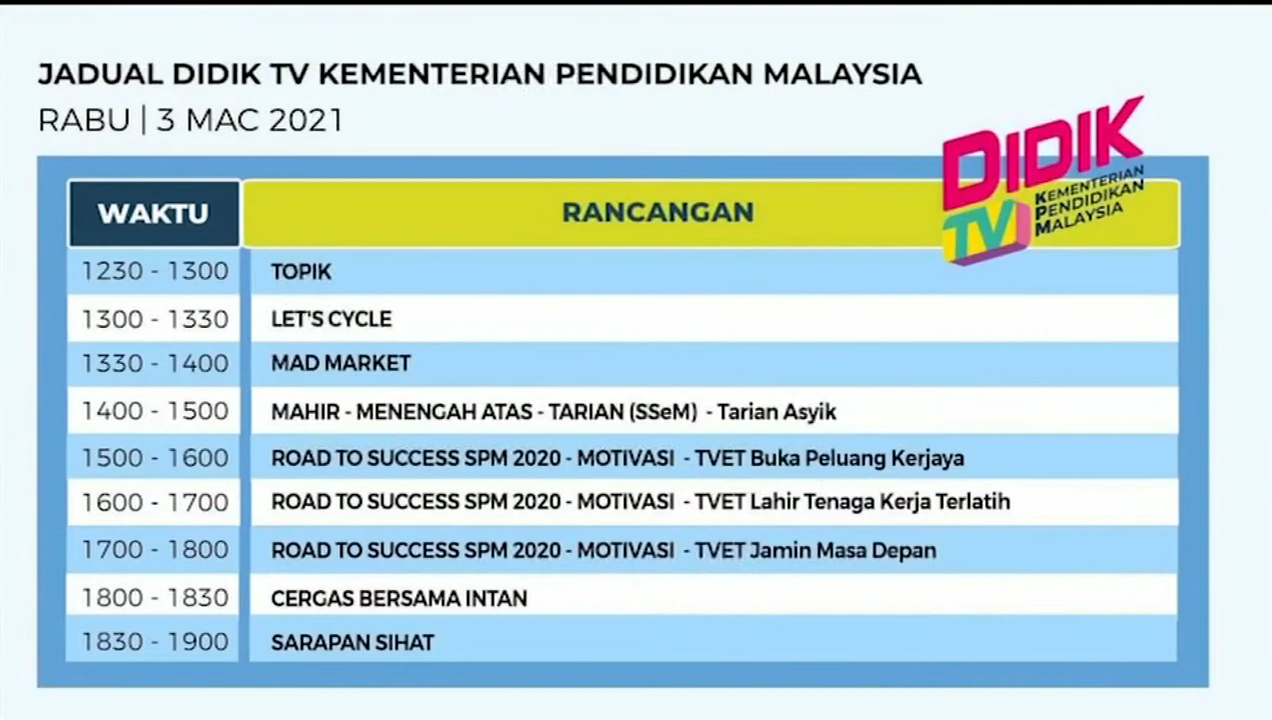 JADUAL DIDIK TV KEMENTERIAN PENDIDIKAN MALAYSIA
RABU | 3 MAC 2021
DIDIK
TV
KEMENTERIAN
PENDIDIKAN
MALAYSIA
WAKTU RANCANGAN
1230 - 1300 TOPIK
1300 - 1330 LET'S CYCLE
1330 - 1400 MAD MARKET
1400 - 1500 MAHIR - MENENGAH ATAS - TARIAN (SSeM) - Tarian Asyik
1500 - 1600 ROAD TO SUCCESS SPM 2020 - MOTIVASI - TVET Buka Peluang Kerjaya
1600 - 1700 ROAD TO SUCCESS SPM 2020 - MOTIVASI - TVET Lahir Tenaga Kerja Terlatih
1700 - 1800 ROAD TO SUCCESS SPM 2020 - MOTIVASI - TVET Jamin Masa Depan
1800 - 1830 CERGAS BERSAMA INTAN
1830 - 1900 SARAPAN SIHAT